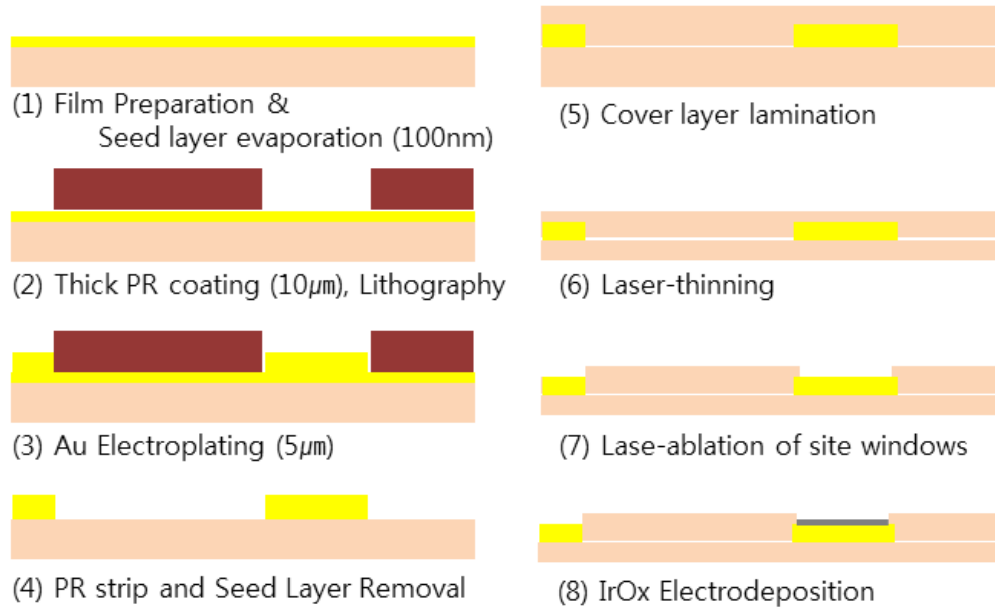 (1) Film Preparation &
Seed layer evaporation (100nm)
(2) Thick PR coating (10㎛), Lithography
(3) Au Electroplating (5㎛)
(4) PR strip and Seed Layer Removal
(5) Cover layer lamination
(6) Laser-thinning
(7) Lase-ablation of site windows
(8) IrOx Electrodeposition